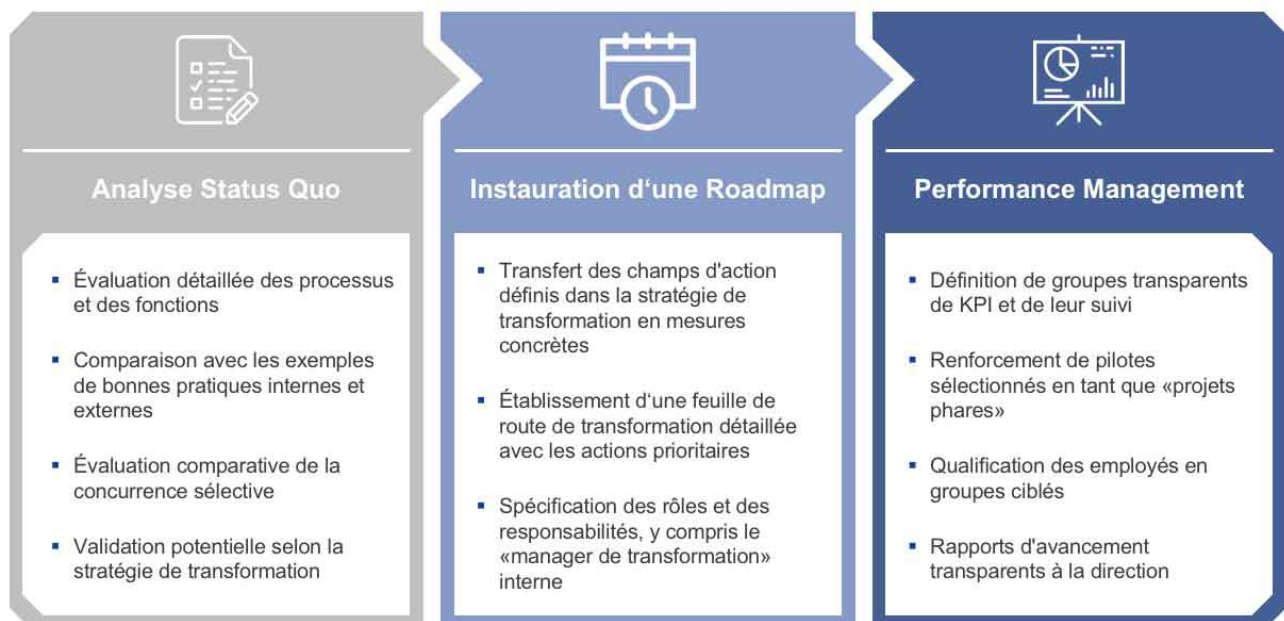 Analyse Status Quo
▪ Évaluation détaillée des processus
et des fonctions
▪ Comparaison avec les exemples
de bonnes pratiques internes et
externes
▪ Évaluation comparative de la
concurrence sélective
▪ Validation potentielle selon la
stratégie de transformation
Instauration d‘une Roadmap
▪ Transfert des champs d'action
définis dans la stratégie de
transformation en mesures
concrètes
▪ Établissement d‘une feuille de
route de transformation détaillée
avec les actions prioritaires
▪ Spécification des rôles et des
responsabilités, y compris le
«manager de transformation»
interne
Performance Management
▪ Définition de groupes transparents
de KPI et de leur suivi
▪ Renforcement de pilotes
sélectionnés en tant que «projets
phares»
▪ Qualification des employés en
groupes ciblés
▪ Rapports d'avancement
transparents à la direction